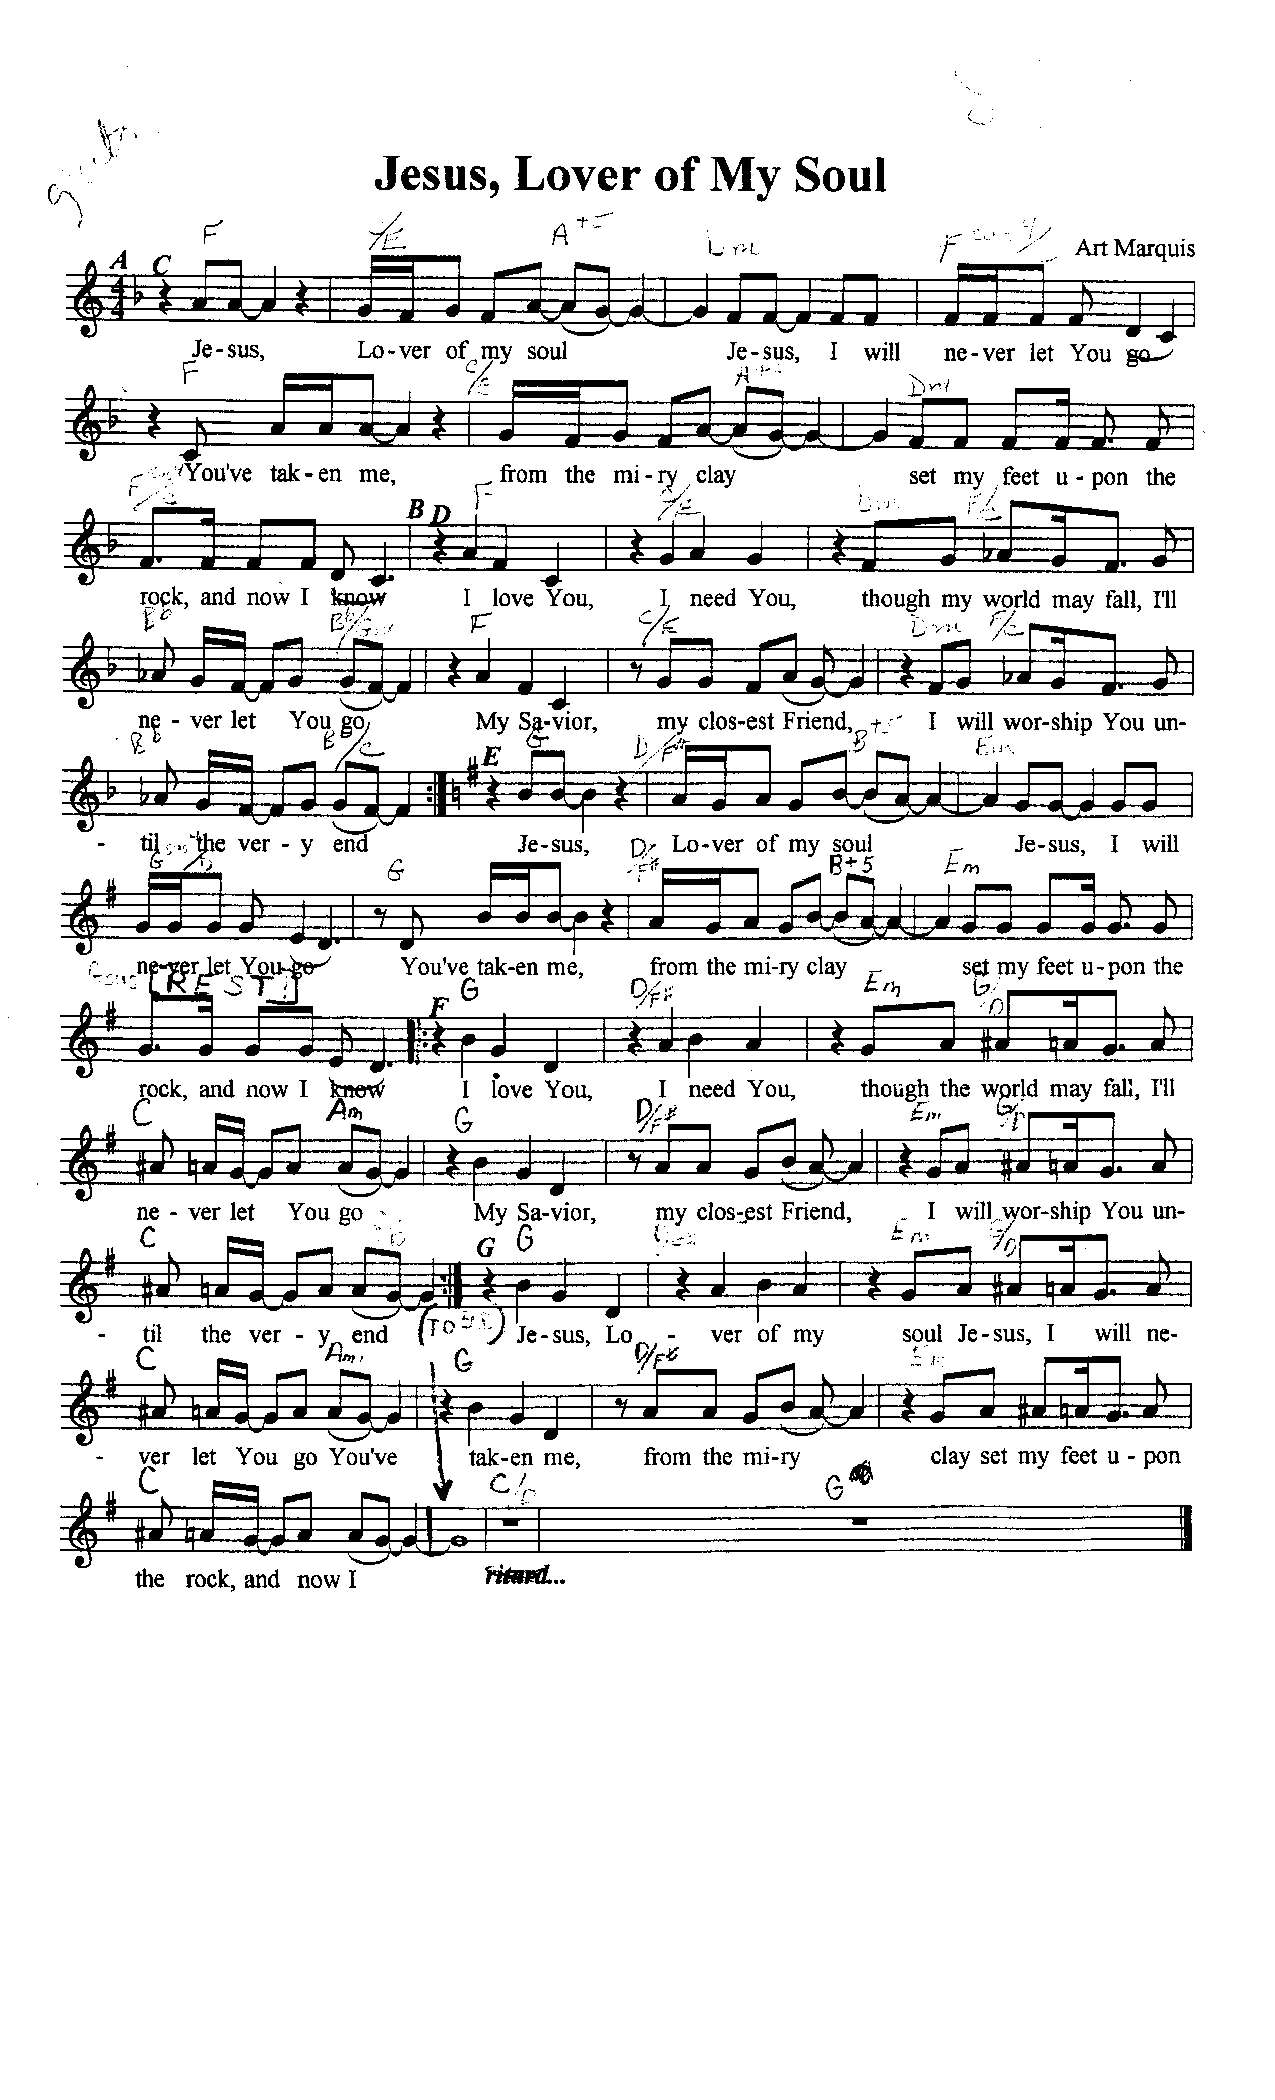 Jesus, Lover of My Soul
Art Marquis
F /E A+5 Dm F
A C
Je-sus, Lo-ver of my soul Je-sus, I will ne-ver let You go
F C/E A+5 Dm
You've tak-en me, from the mi-ry clay set my feet u-pon the
B D F C/E Dm F/C
rock, and now I know I love You, I need You, though my world may fall, I'll
Bb F C/E Dm F/C
ne - ver let You go My Sa-vior, my clos-est Friend, I will wor-ship You un-
Bb Bb/C E G D/F# B+5 Em
- til the ver - y end Je-sus, Lo-ver of my soul Je-sus, I will
G G D/F# B+5 Em
ne-ver let You go You've tak-en me, from the mi-ry clay set my feet u-pon the
[REST] F G D/F# Em G/D
rock, and now I know I love You, I need You, though the world may fall, I'll
C Am G D/F# Em G/D
ne - ver let You go My Sa-vior, my clos-est Friend, I will wor-ship You un-
C G G Em G/D
- til the ver - y end (TO Je-sus, Lo - ver of my soul Je-sus, I will ne-
C Am G D/F# Em
- ver let You go You've tak-en me, from the mi-ry clay set my feet u - pon
C C/D G
the rock, and now I ritard...